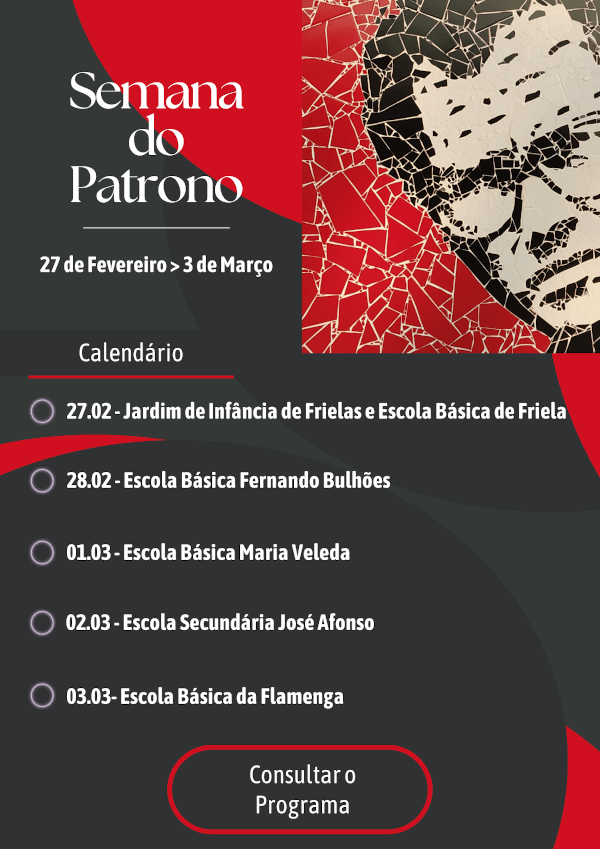 Semana
do
Patrono
27 de Fevereiro > 3 de Março
Calendário
27.02 - Jardim de Infância de Frielas e Escola Básica de Friela
28.02 - Escola Básica Fernando Bulhões
01.03 - Escola Básica Maria Veleda
02.03 - Escola Secundária José Afonso
03.03- Escola Básica da Flamenga
Consultar o
Programa